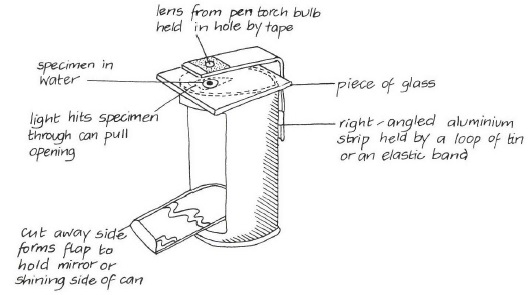 lens from pen torch bulb
held in hole by tape
specimen in
water
piece of glass
light hits specimen
through can pull
opening
right-angled aluminium
strip held by a loop of tin
or an elastic band
cut away side
forms flap to
hold mirror or
shining side of can